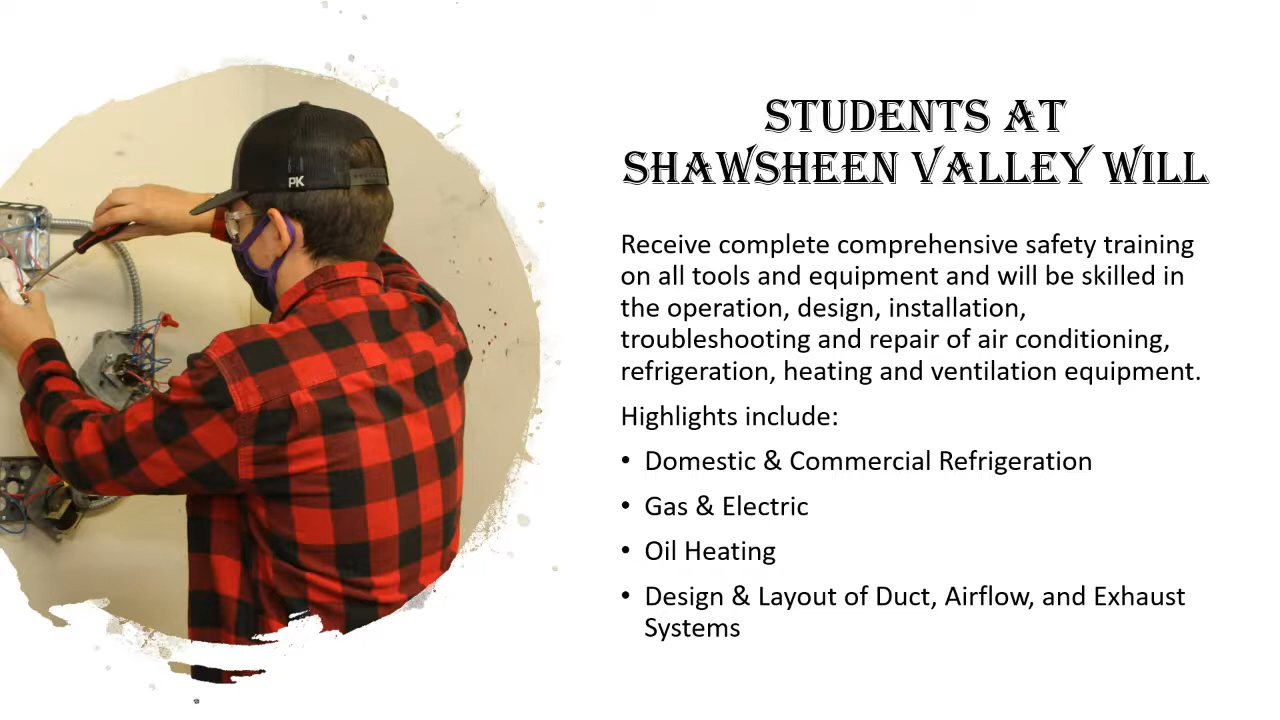 STUDENTS AT
SHAWSHEEN VALLEY WILL
Receive complete comprehensive safety training
on all tools and equipment and will be skilled in
the operation, design, installation,
troubleshooting and repair of air conditioning,
refrigeration, heating and ventilation equipment.
Highlights include:
• Domestic & Commercial Refrigeration
• Gas & Electric
• Oil Heating
• Design & Layout of Duct, Airflow, and Exhaust
Systems
PK